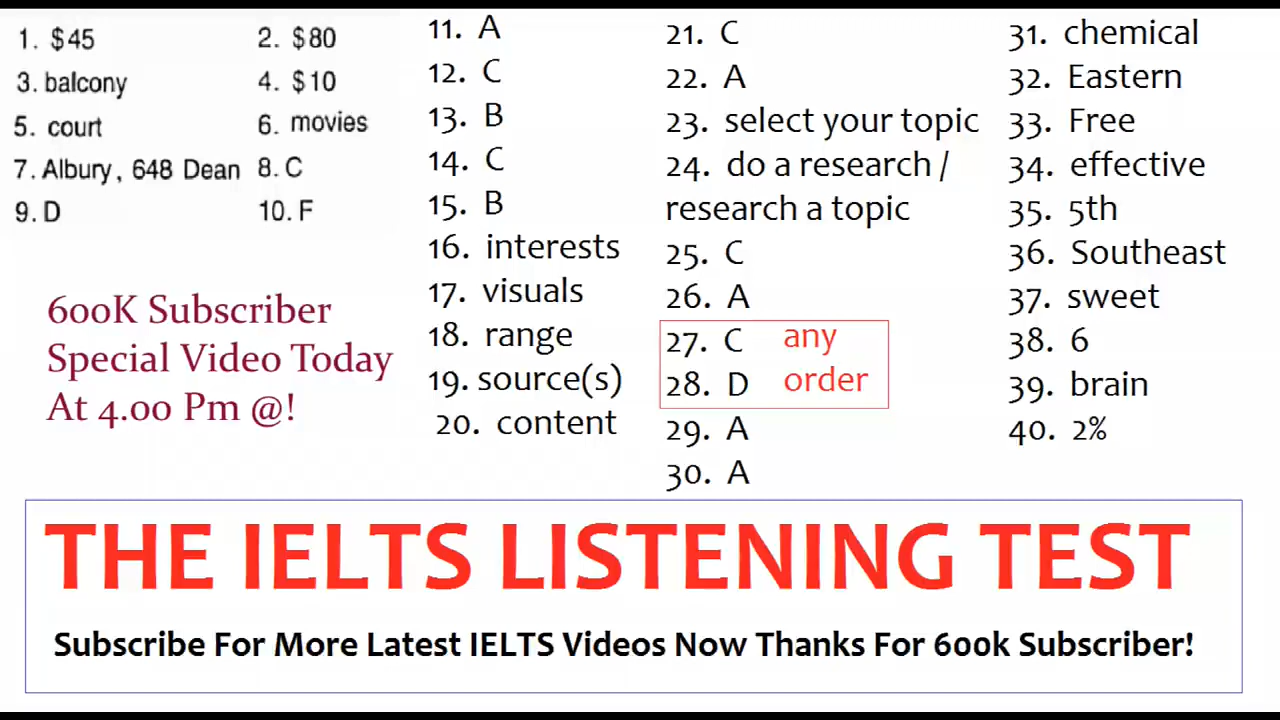 1. $45
2. $80
3. balcony
4. $10
5. court
6. movies
7. Albury, 648 Dean
8. C
9. D
10. F
600K Subscriber
Special Video Today
At 4.00 Pm @!
11. A
12. C
13. B
14. C
15. B
16. interests
17. visuals
18. range
19. source(s)
20. content
21. C
22. A
23. select your topic
24. do a research /
research a topic
25. C
26. A
27. C any
28. D order
29. A
30. A
31. chemical
32. Eastern
33. Free
34. effective
35. 5th
36. Southeast
37. sweet
38. 6
39. brain
40. 2%
THE IELTS LISTENING TEST
Subscribe For More Latest IELTS Videos Now Thanks For 600k Subscriber!